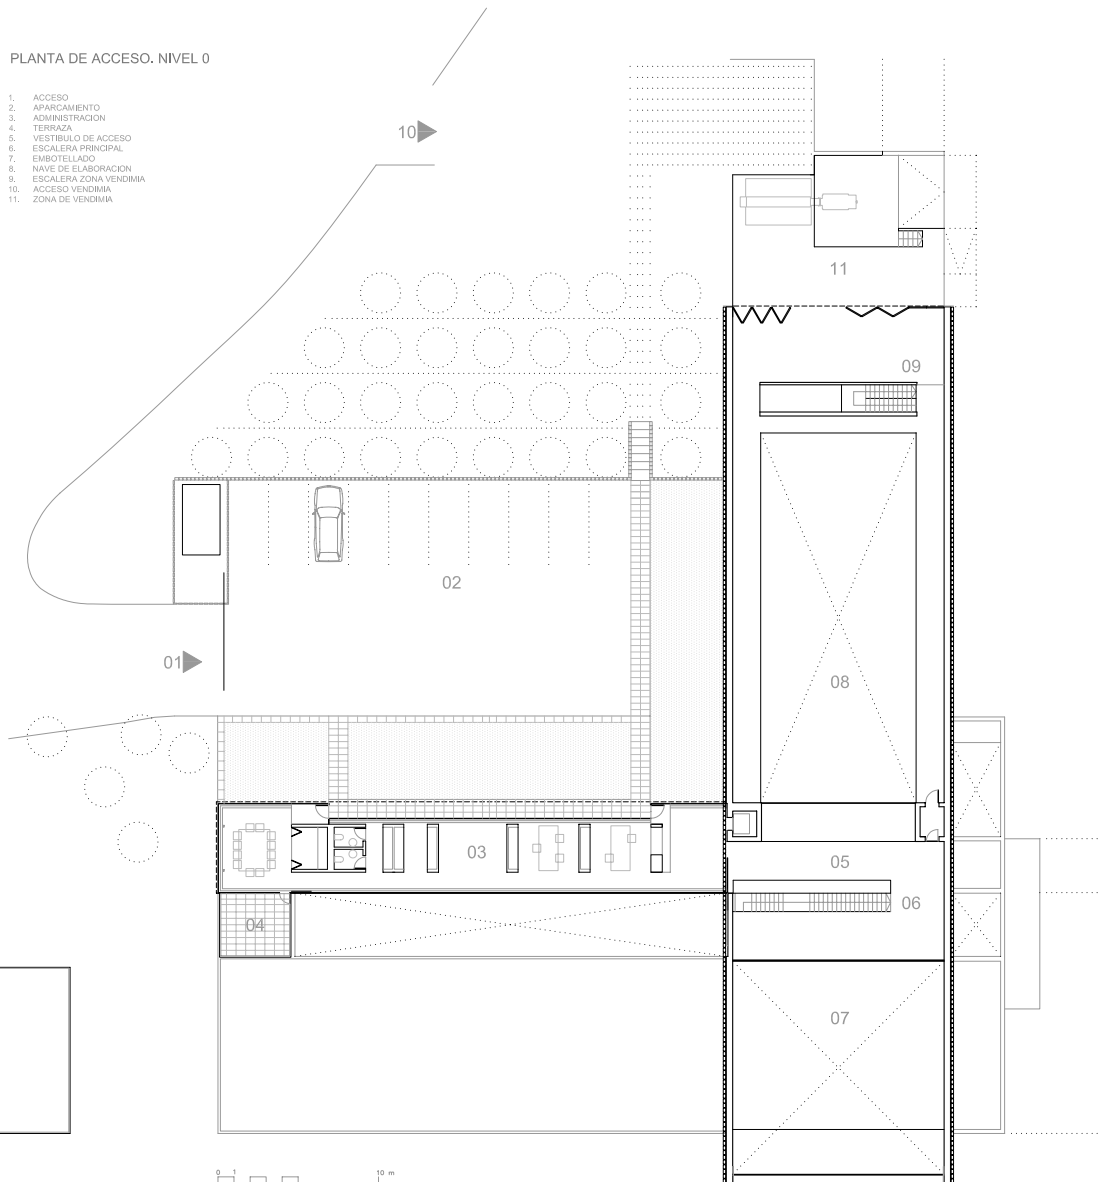 PLANTA DE ACCESO. NIVEL 0
1. ACCESO
2. APARCAMIENTO
3. ADMINISTRACION
4. TERRAZA
5. VESTIBULO DE ACCESO
6. ESCALERA PRINCIPAL
7. EMBOTELLADO
8. NAVE DE ELABORACION
9. ESCALERA ZONA VENDIMIA
10. ACCESO VENDIMIA
11. ZONA DE VENDIMIA
10
11
09
02
01
08
03
05
06
04
07
0 1 10 m